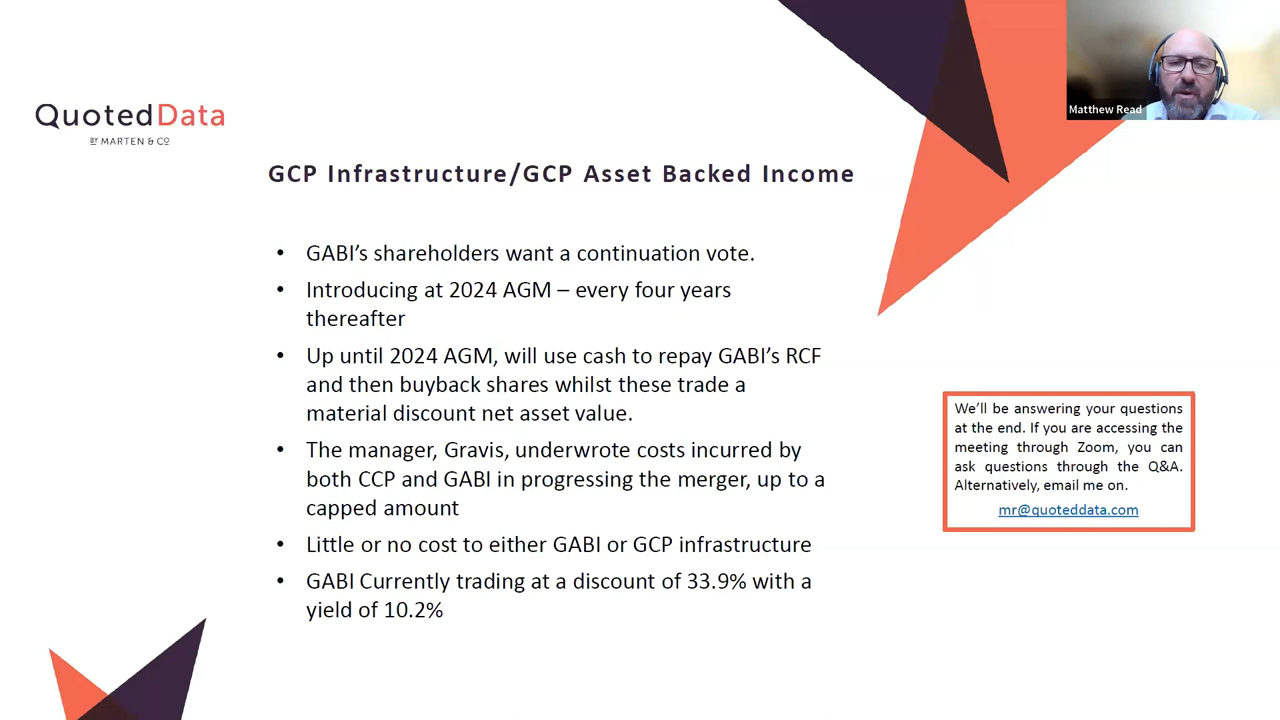 Matthew Read
QuotedData
BY MARTEN & CO
GCP Infrastructure/GCP Asset Backed Income
• GABI's shareholders want a continuation vote.
• Introducing at 2024 AGM – every four years
thereafter
• Up until 2024 AGM, will use cash to repay GABI's RCF
and then buyback shares whilst these trade a
material discount net asset value.
• The manager, Gravis, underwrote costs incurred by
both CCP and GABI in progressing the merger, up to a
capped amount
• Little or no cost to either GABI or GCP infrastructure
• GABI Currently trading at a discount of 33.9% with a
yield of 10.2%
We'll be answering your questions
at the end. If you are accessing the
meeting through Zoom, you can
ask questions through the Q&A.
Alternatively, email me on.
mr@quoteddata.com